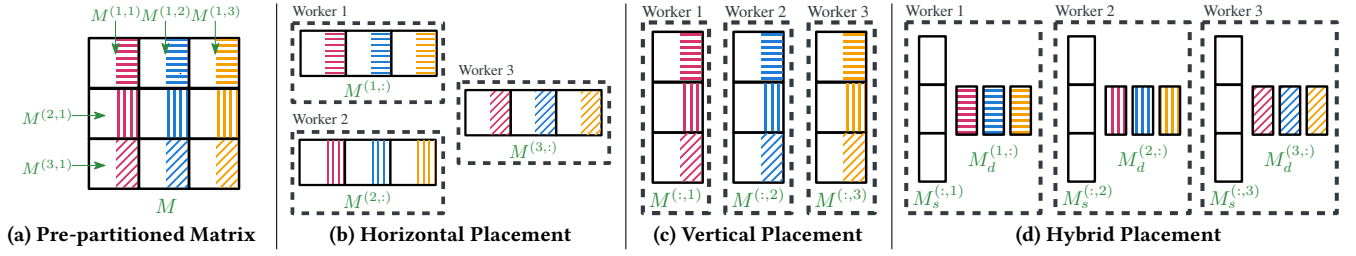 M^{(1,1)} M^{(1,2)} M^{(1,3)}
M^{(2,1)}
M^{(3,1)}
M
(a) Pre-partitioned Matrix
Worker 1
M^{(1,:)}
Worker 2
M^{(2,:)}
Worker 3
M^{(3,:)}
(b) Horizontal Placement
Worker 1 Worker 2 Worker 3
M^{(:,1)} M^{(:,2)} M^{(:,3)}
(c) Vertical Placement
Worker 1 Worker 2 Worker 3
M_d^{(1,:)} M_d^{(2,:)} M_d^{(3,:)}
M_s^{(:,1)} M_s^{(:,2)} M_s^{(:,3)}
(d) Hybrid Placement